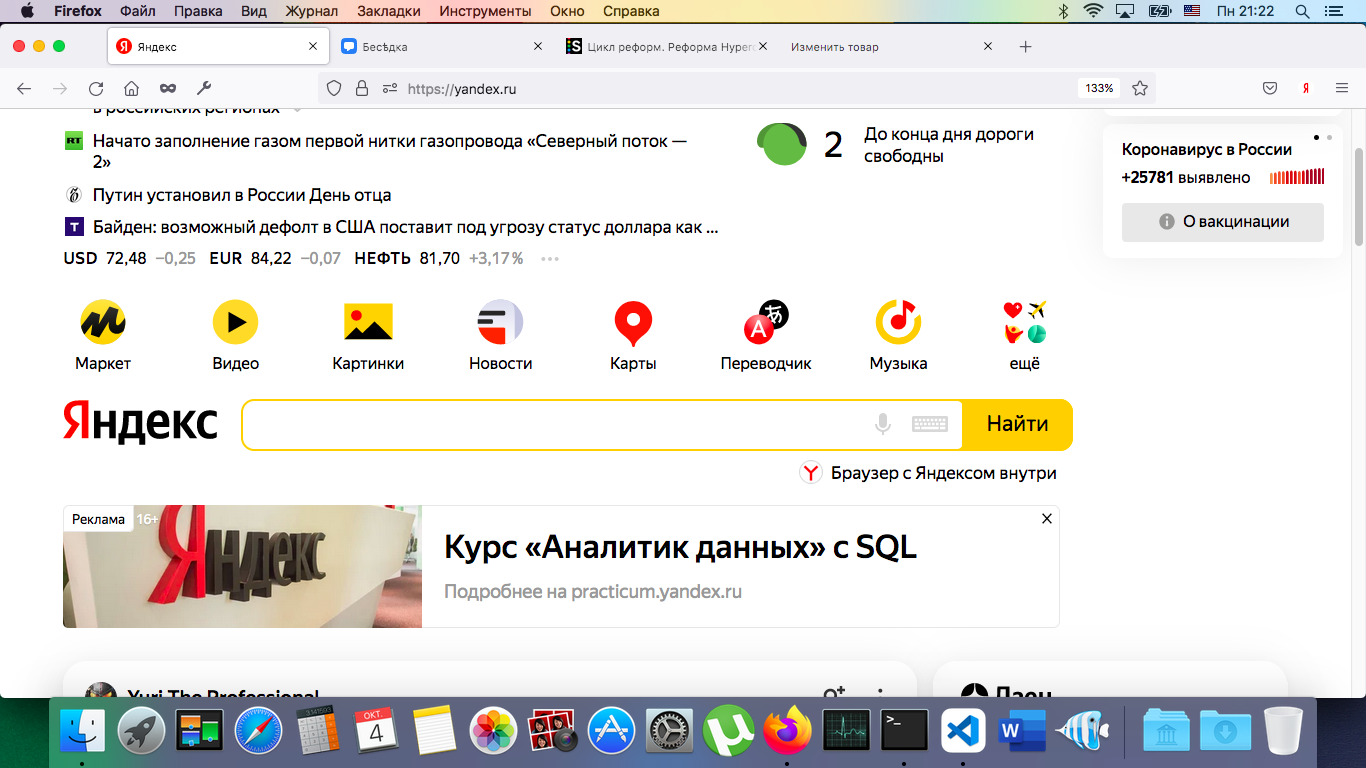 Firefox Файл Правка Вид Журнал Закладки Инструменты Окно Справка Пн 21:22
Яндекс
Бесѣдка
Цикл реформ. Реформа Hyper
Изменить товар
https://yandex.ru 133%
в российских регионах
Начато заполнение газом первой нитки газопровода «Северный поток —
2»
Путин установил в России День отца
Байден: возможный дефолт в США поставит под угрозу статус доллара как ...
USD 72,48 −0,25 EUR 84,22 −0,07 НЕФТЬ 81,70 +3,17%
2
До конца дня дороги
свободны
Коронавирус в России
+25781 выявлено
О вакцинации
Маркет Видео Картинки Новости Карты Переводчик Музыка ещё
Яндекс
Найти
Браузер с Яндексом внутри
Реклама 16+
Яндекс
Курс «Аналитик данных» с SQL
Подробнее на practicum.yandex.ru
Yuri The Professional
Дзен
ОКТ.
4